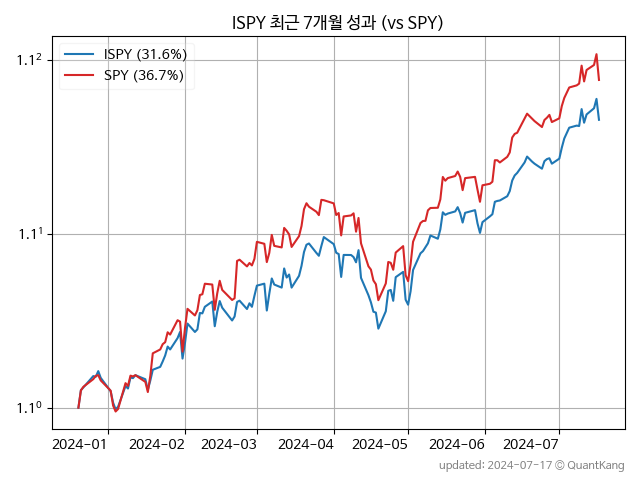 ISPY 최근 7개월 성과 (vs SPY)
ISPY (31.6%)
SPY (36.7%)
1.1²
1.1¹
1.1⁰
2024-01 2024-02 2024-03 2024-04 2024-05 2024-06 2024-07
updated: 2024-07-17 © QuantKang